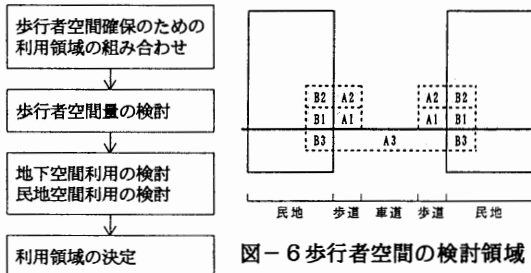 歩行者空間確保のための
利用領域の組み合わせ
歩行者空間量の検討
地下空間利用の検討
民地空間利用の検討
利用領域の決定
B2 A2 A2 B2
B1 A1 A1 B1
B3 A3 B3
民地 歩道 車道 歩道 民地
図－6歩行者空間の検討領域